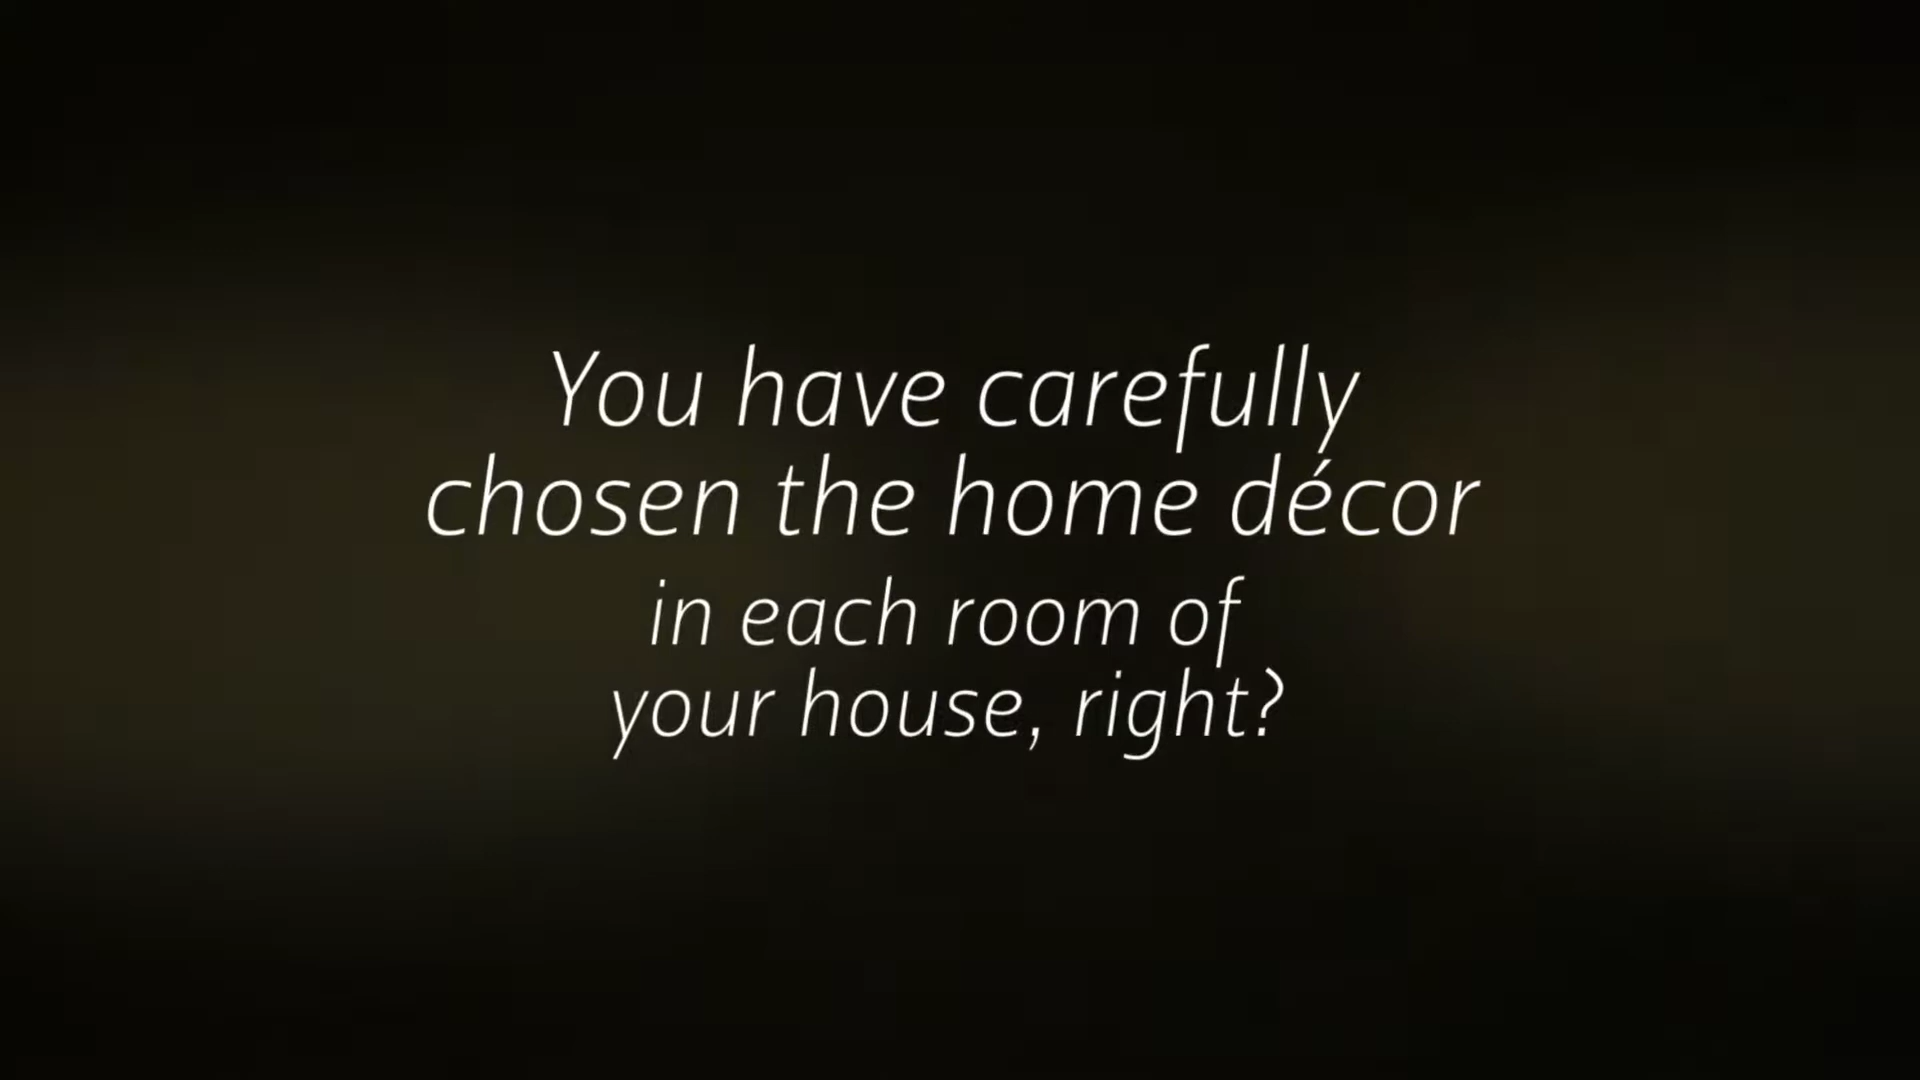 You have carefully
chosen the home décor
in each room of
your house, right?